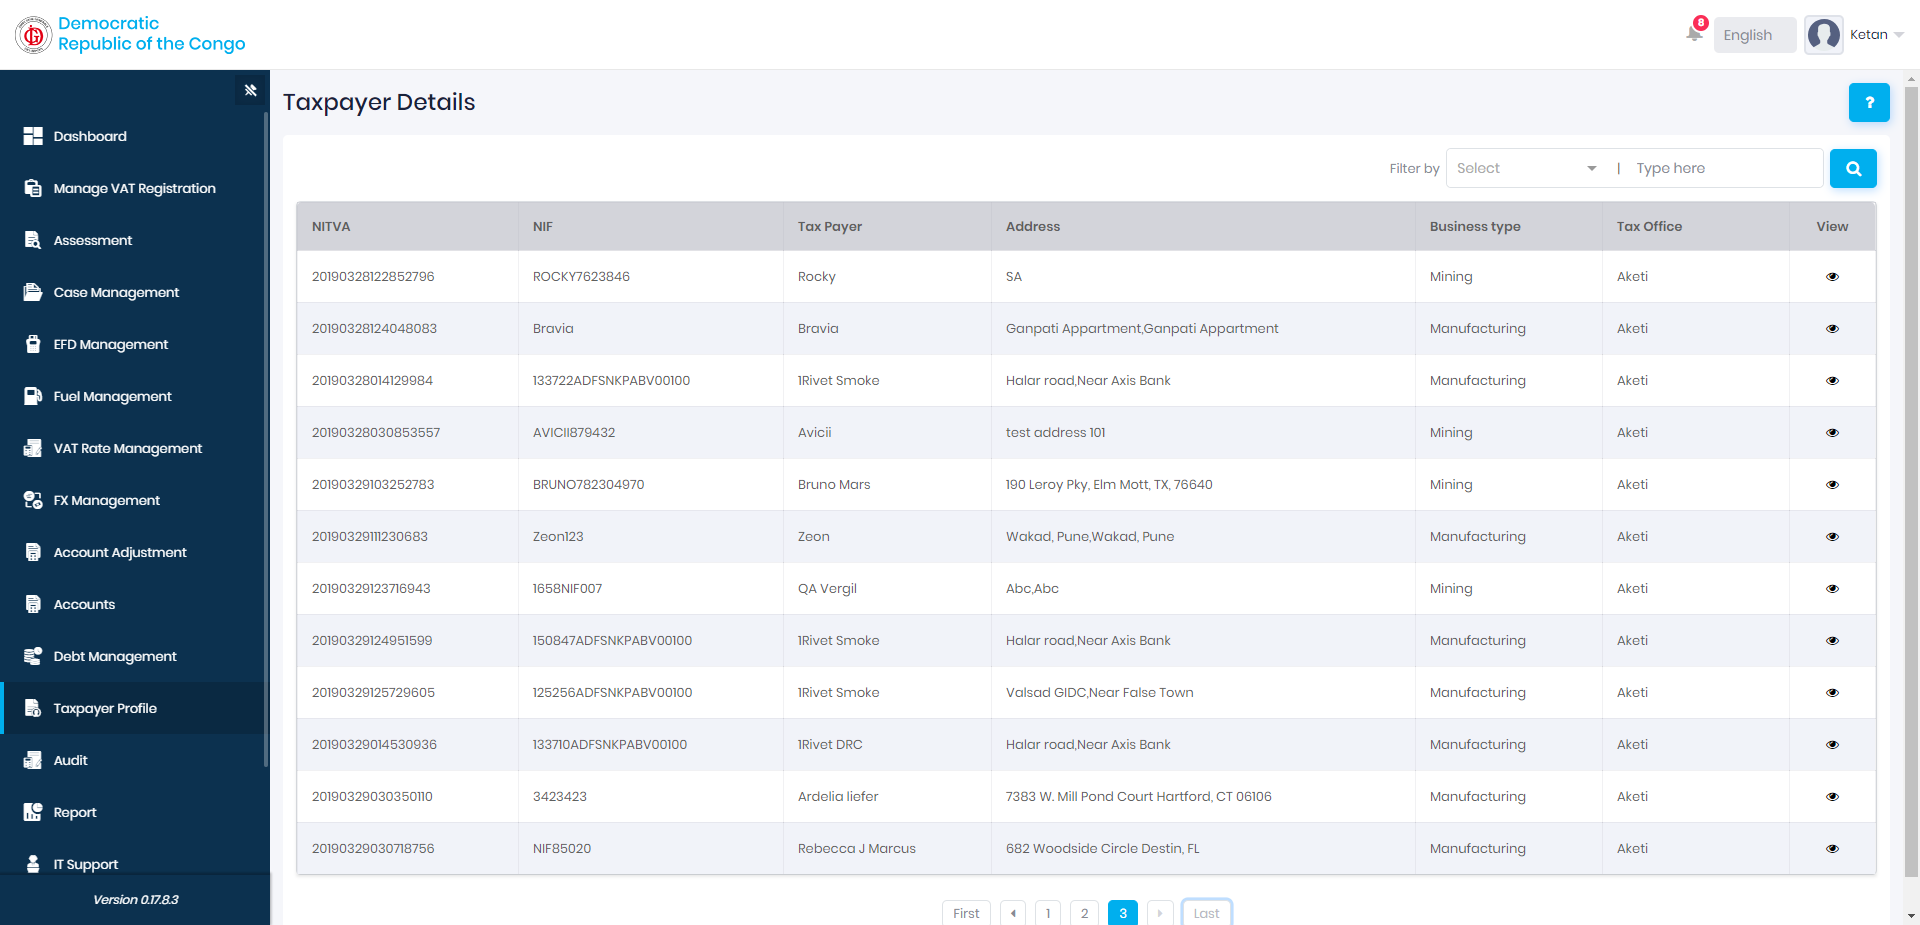 Democratic
Republic of the Congo
8
English
Ketan
Dashboard
Manage VAT Registration
Assessment
Case Management
EFD Management
Fuel Management
VAT Rate Management
FX Management
Account Adjustment
Accounts
Debt Management
Taxpayer Profile
Audit
Report
IT Support
Version 0.17.8.3
Taxpayer Details
?
Filter by Select | Type here
NITVA NIF Tax Payer Address Business type Tax Office View
20190328122852796 ROCKY7623846 Rocky SA Mining Aketi
20190328124048083 Bravia Bravia Ganpati Appartment,Ganpati Appartment Manufacturing Aketi
20190328014129984 133722ADFSNKPABV00100 1Rivet Smoke Halar road,Near Axis Bank Manufacturing Aketi
20190328030853557 AVICII879432 Avicii test address 101 Mining Aketi
20190329103252783 BRUNO782304970 Bruno Mars 190 Leroy Pky, Elm Mott, TX, 76640 Mining Aketi
20190329111230683 Zeon123 Zeon Wakad, Pune,Wakad, Pune Manufacturing Aketi
20190329123716943 1658NIF007 QA Vergil Abc,Abc Mining Aketi
20190329124951599 150847ADFSNKPABV00100 1Rivet Smoke Halar road,Near Axis Bank Manufacturing Aketi
20190329125729605 125256ADFSNKPABV00100 1Rivet Smoke Valsad GIDC,Near False Town Manufacturing Aketi
20190329014530936 133710ADFSNKPABV00100 1Rivet DRC Halar road,Near Axis Bank Manufacturing Aketi
20190329030350110 3423423 Ardelia liefer 7383 W. Mill Pond Court Hartford, CT 06106 Manufacturing Aketi
20190329030718756 NIF85020 Rebecca J Marcus 682 Woodside Circle Destin, FL Manufacturing Aketi
First 1 2 3 Last